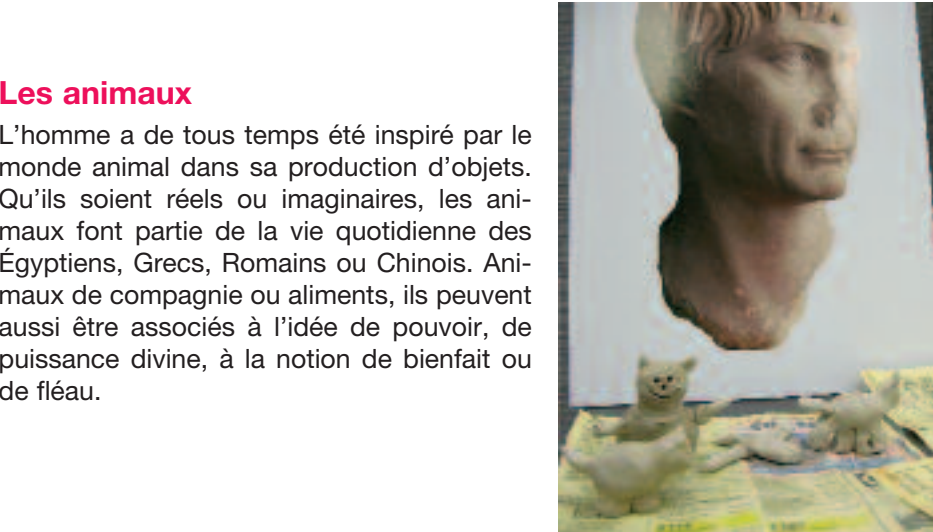 Les animaux
L’homme a de tous temps été inspiré par le
monde animal dans sa production d’objets.
Qu’ils soient réels ou imaginaires, les ani-
maux font partie de la vie quotidienne des
Égyptiens, Grecs, Romains ou Chinois. Ani-
maux de compagnie ou aliments, ils peuvent
aussi être associés à l’idée de pouvoir, de
puissance divine, à la notion de bienfait ou
de fléau.